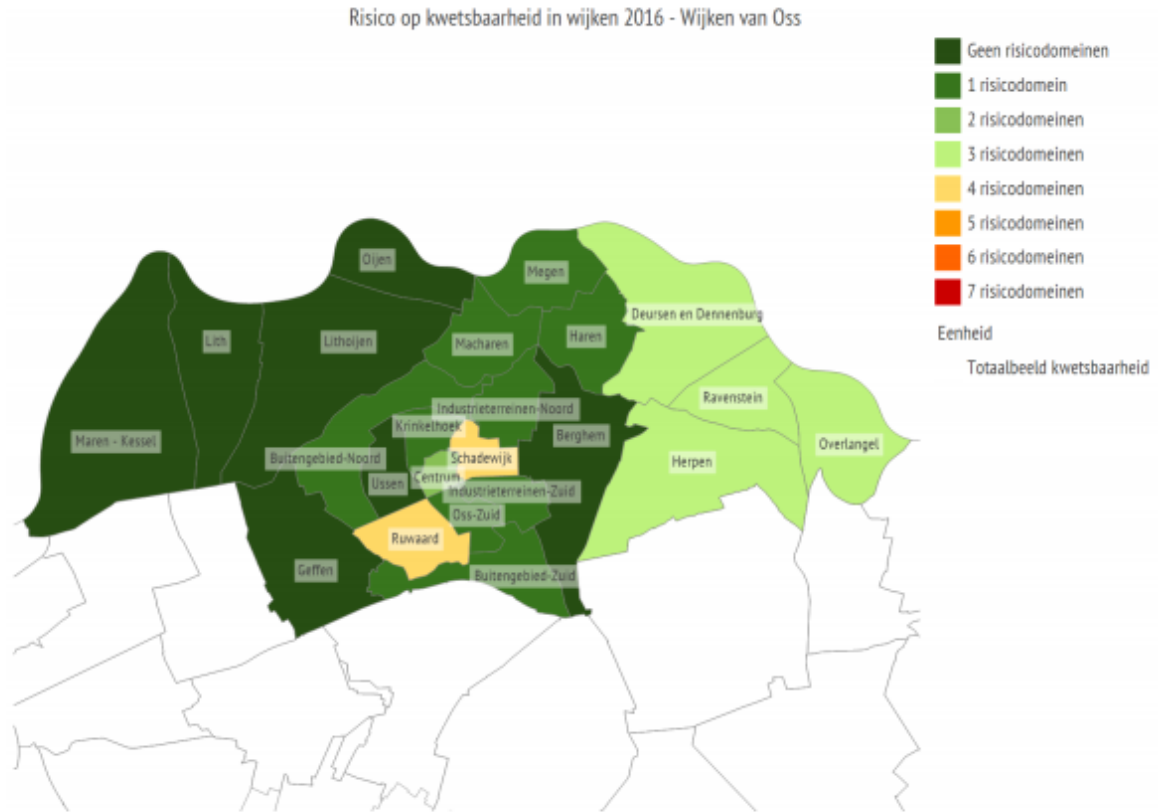 Risico op kwetsbaarheid in wijken 2016 - Wijken van Oss
Geen risicodomeinen
1 risicodomein
2 risicodomeinen
3 risicodomeinen
4 risicodomeinen
5 risicodomeinen
6 risicodomeinen
7 risicodomeinen
Eenheid
Totaalbeeld kwetsbaarheid
Oijen
Megen
Deursen en Dennenburg
Lith
Lithoijen
Macharen
Haren
Ravenstein
Industrieterreinen-Noord
Krinkelhoek
Berghem
Maren - Kessel
Overlangel
Buitengebied-Noord
Schadewijk
Herpen
Centrum
Ussen
Industrieterreinen-Zuid
Oss-Zuid
Ruwaard
Geffen
Buitengebied-Zuid